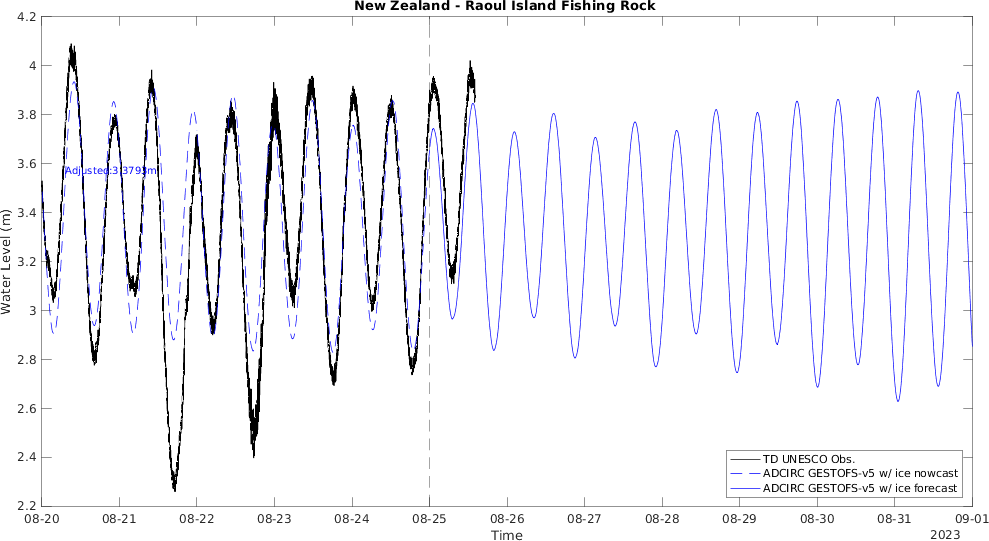 New Zealand - Raoul Island Fishing Rock
4.2
4
3.8
3.6
3.4
3.2
3
2.8
2.6
2.4
2.2
Water Level (m)
Adjusted:3.3793m
TD UNESCO Obs.
ADCIRC GESTOFS-v5 w/ ice nowcast
ADCIRC GESTOFS-v5 w/ ice forecast
08-20 08-21 08-22 08-23 08-24 08-25 08-26 08-27 08-28 08-29 08-30 08-31 09-01
Time
2023